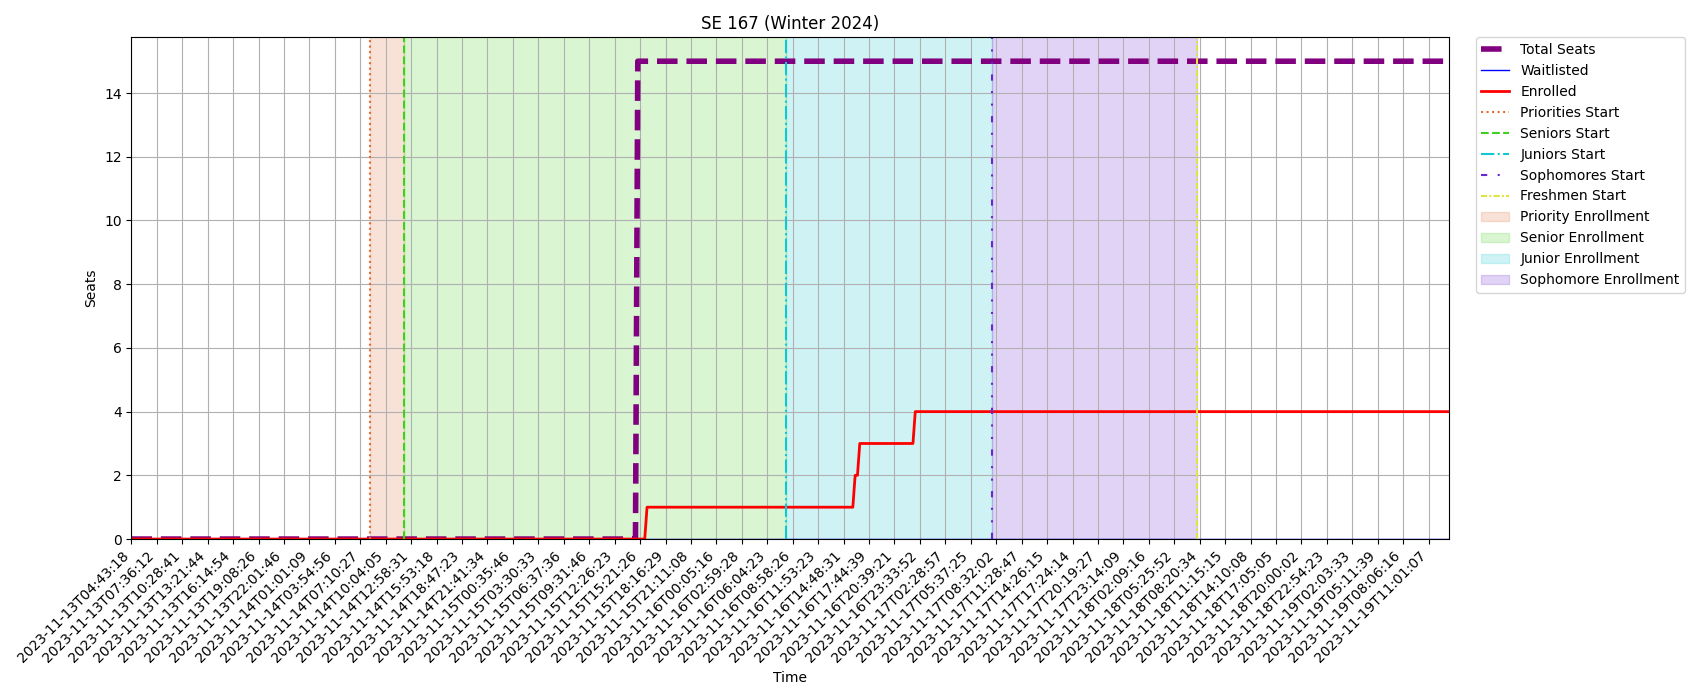 SE 167 (Winter 2024)
Seats
14
12
10
8
6
4
2
0
2023-11-13T04:43:18
2023-11-13T07:36:12
2023-11-13T10:28:41
2023-11-13T13:21:44
2023-11-13T16:14:54
2023-11-13T19:08:26
2023-11-13T22:01:46
2023-11-14T01:01:09
2023-11-14T03:54:56
2023-11-14T07:10:27
2023-11-14T10:04:05
2023-11-14T12:58:31
2023-11-14T15:53:18
2023-11-14T18:47:23
2023-11-14T21:41:34
2023-11-15T00:35:46
2023-11-15T03:30:33
2023-11-15T06:37:36
2023-11-15T09:31:46
2023-11-15T12:26:23
2023-11-15T15:21:26
2023-11-15T18:16:29
2023-11-15T21:11:08
2023-11-16T00:05:16
2023-11-16T02:59:28
2023-11-16T06:04:23
2023-11-16T08:58:26
2023-11-16T11:53:23
2023-11-16T14:48:31
2023-11-16T17:44:39
2023-11-16T20:39:21
2023-11-16T23:33:52
2023-11-17T02:28:57
2023-11-17T05:37:25
2023-11-17T08:32:02
2023-11-17T11:28:47
2023-11-17T14:26:15
2023-11-17T17:24:14
2023-11-17T20:19:27
2023-11-17T23:14:09
2023-11-18T02:09:16
2023-11-18T05:25:52
2023-11-18T08:20:34
2023-11-18T11:15:15
2023-11-18T14:10:08
2023-11-18T17:05:05
2023-11-18T20:00:02
2023-11-18T22:54:23
2023-11-19T02:03:33
2023-11-19T05:11:39
2023-11-19T08:06:16
2023-11-19T11:01:07
Time
Total Seats
Waitlisted
Enrolled
Priorities Start
Seniors Start
Juniors Start
Sophomores Start
Freshmen Start
Priority Enrollment
Senior Enrollment
Junior Enrollment
Sophomore Enrollment